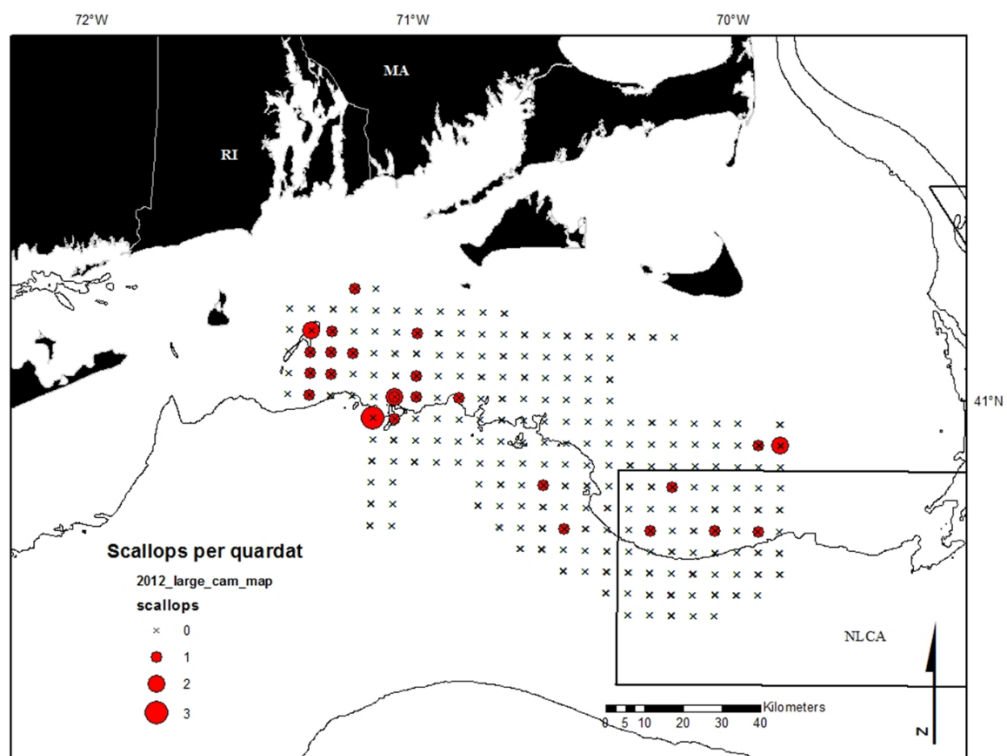 72°W 71°W 70°W
MA
RI
41°N
Scallops per quardat
2012_large_cam_map
scallops
0
1
2
3
NLCA
Kilometers
0 5 10 20 30 40
N